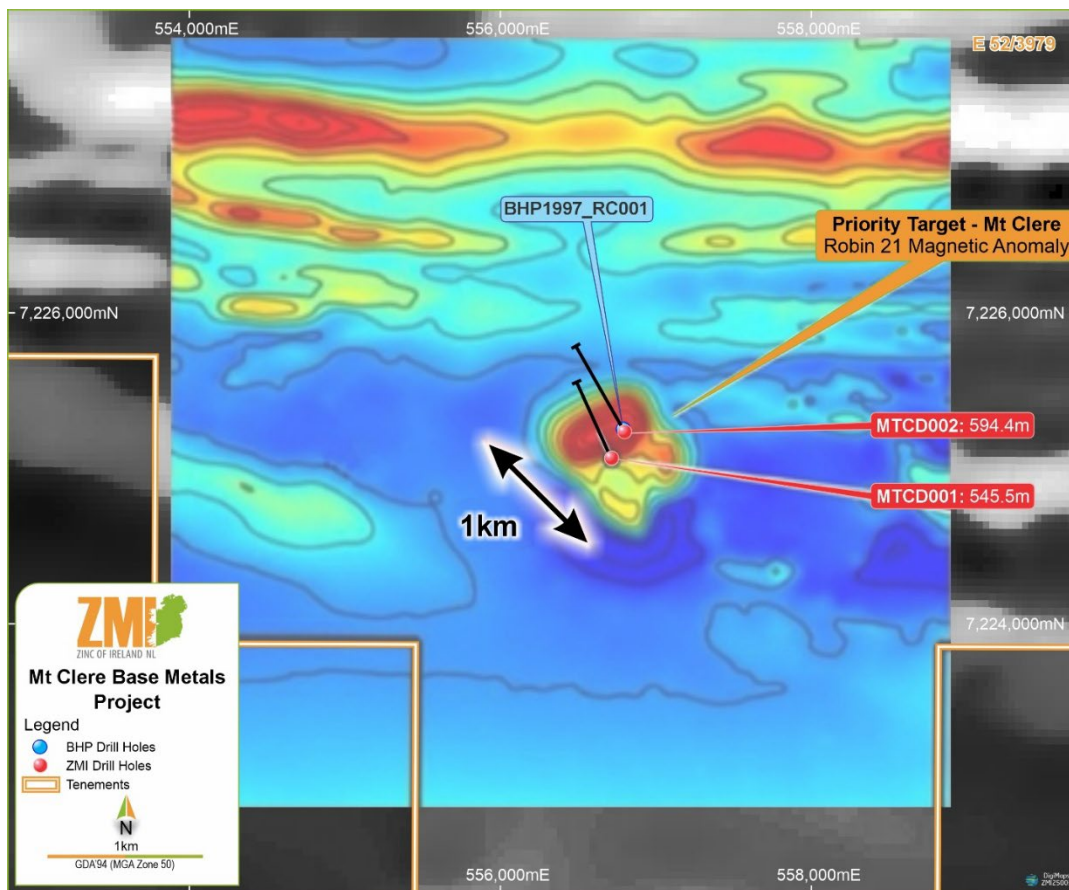 554,000mE
556,000mE
558,000mE
E 52/3979
BHP1997_RC001
Priority Target - Mt Clere
Robin 21 Magnetic Anomaly
7,226,000mN
7,226,000mN
MTCD002: 594.4m
MTCD001: 545.5m
1km
7,224,000mN
ZMI
ZINC OF IRELAND NL
Mt Clere Base Metals
Project
Legend
BHP Drill Holes
ZMI Drill Holes
Tenements
N
1km
GDA'94 (MGA Zone 50)
556,000mE
558,000mE
DigiMaps